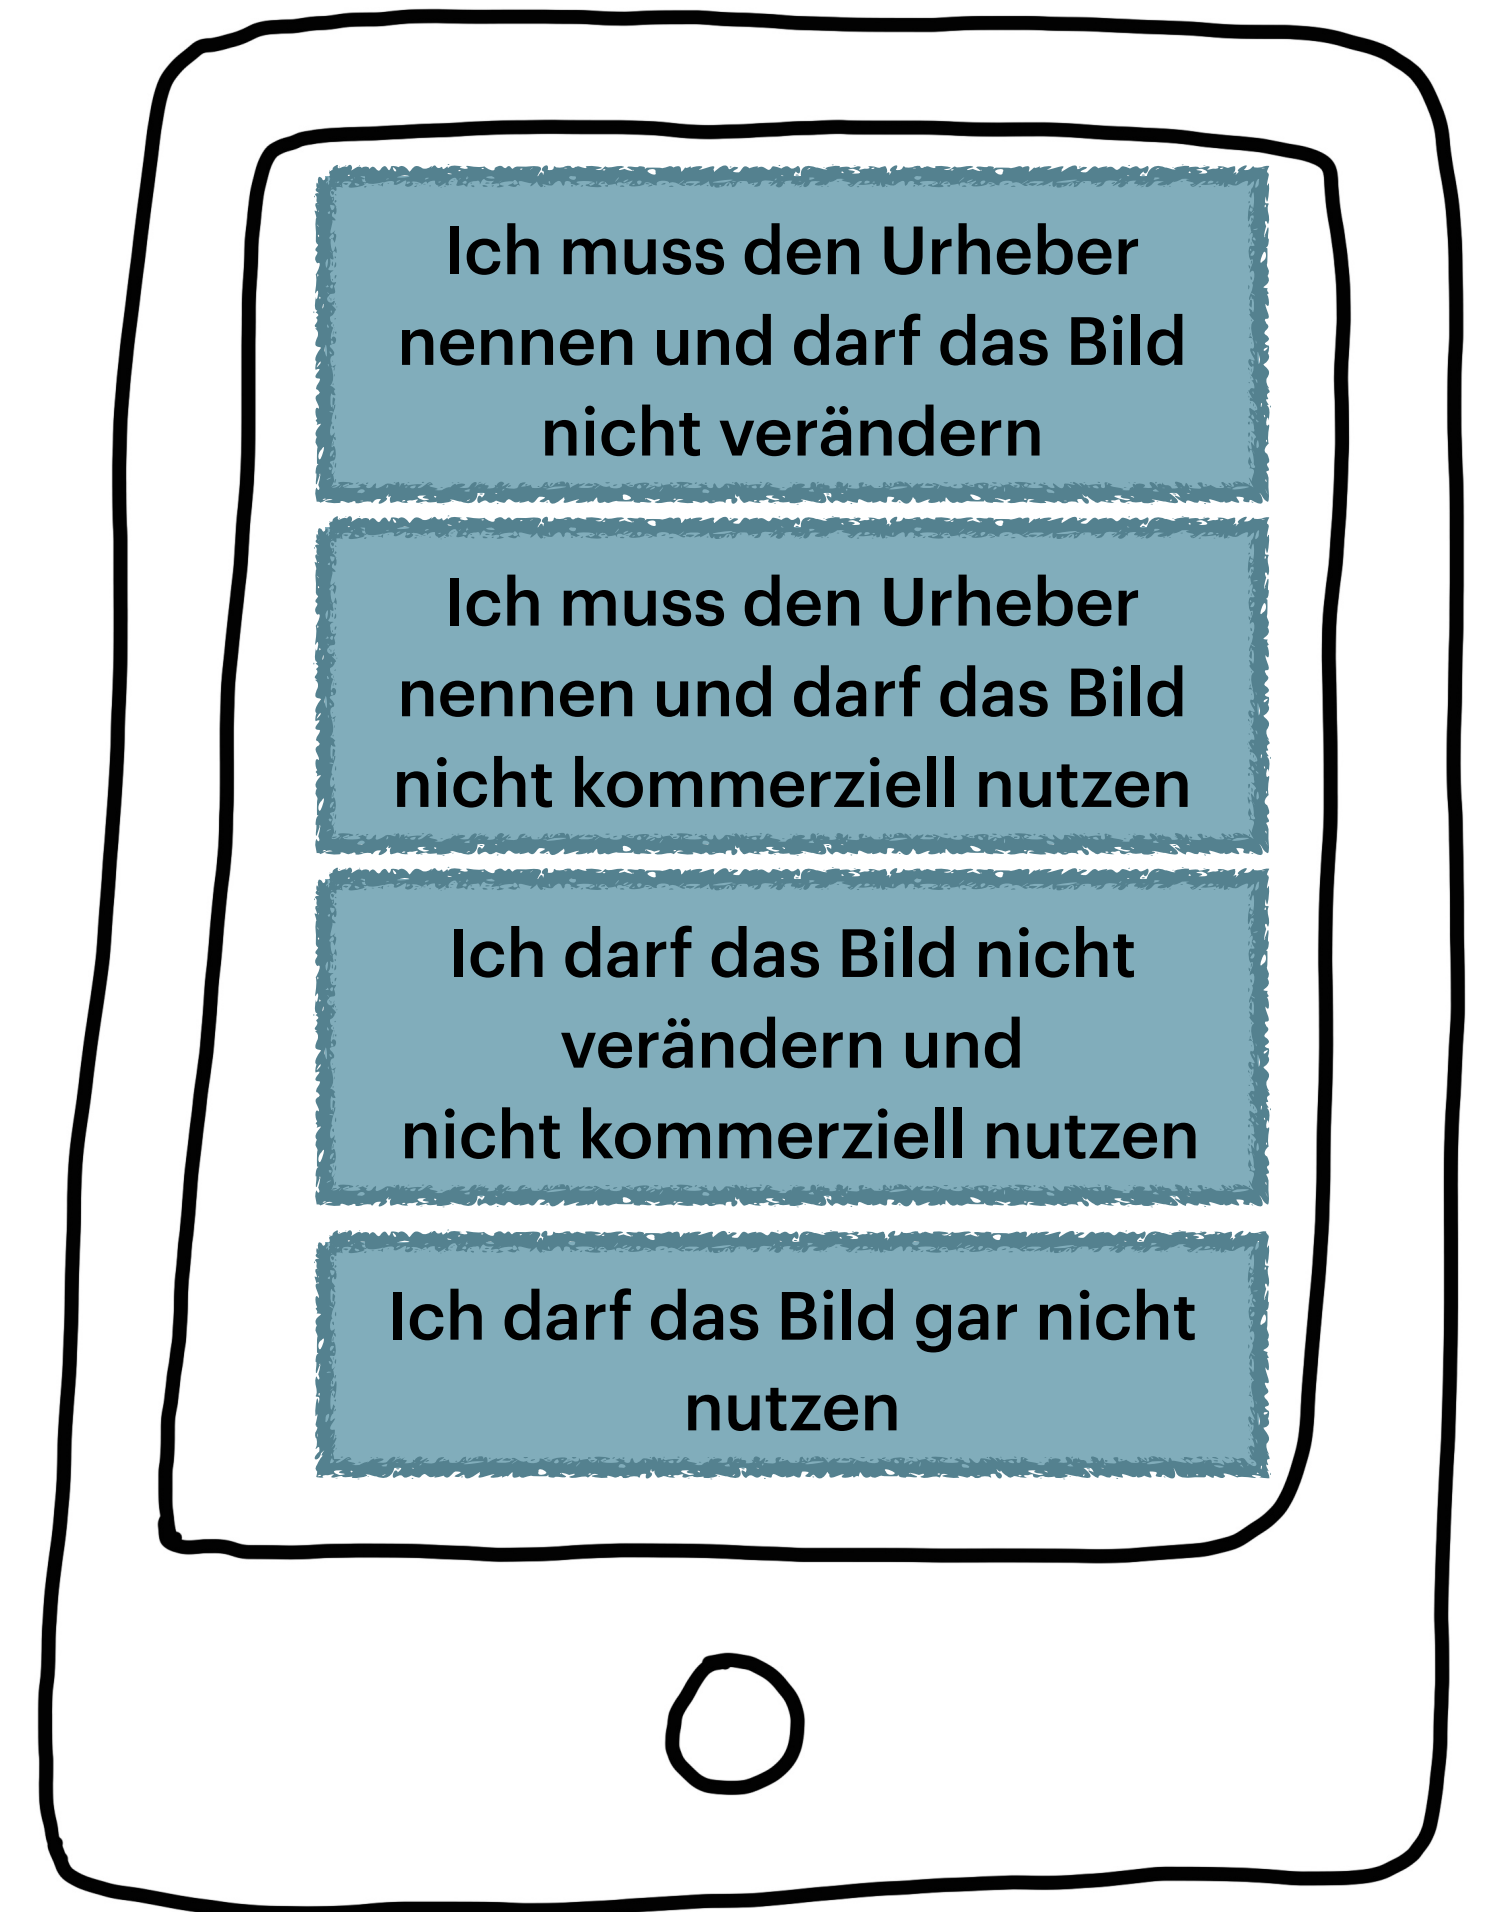 Ich muss den Urheber
nennen und darf das Bild
nicht verändern
Ich muss den Urheber
nennen und darf das Bild
nicht kommerziell nutzen
Ich darf das Bild nicht
verändern und
nicht kommerziell nutzen
Ich darf das Bild gar nicht
nutzen